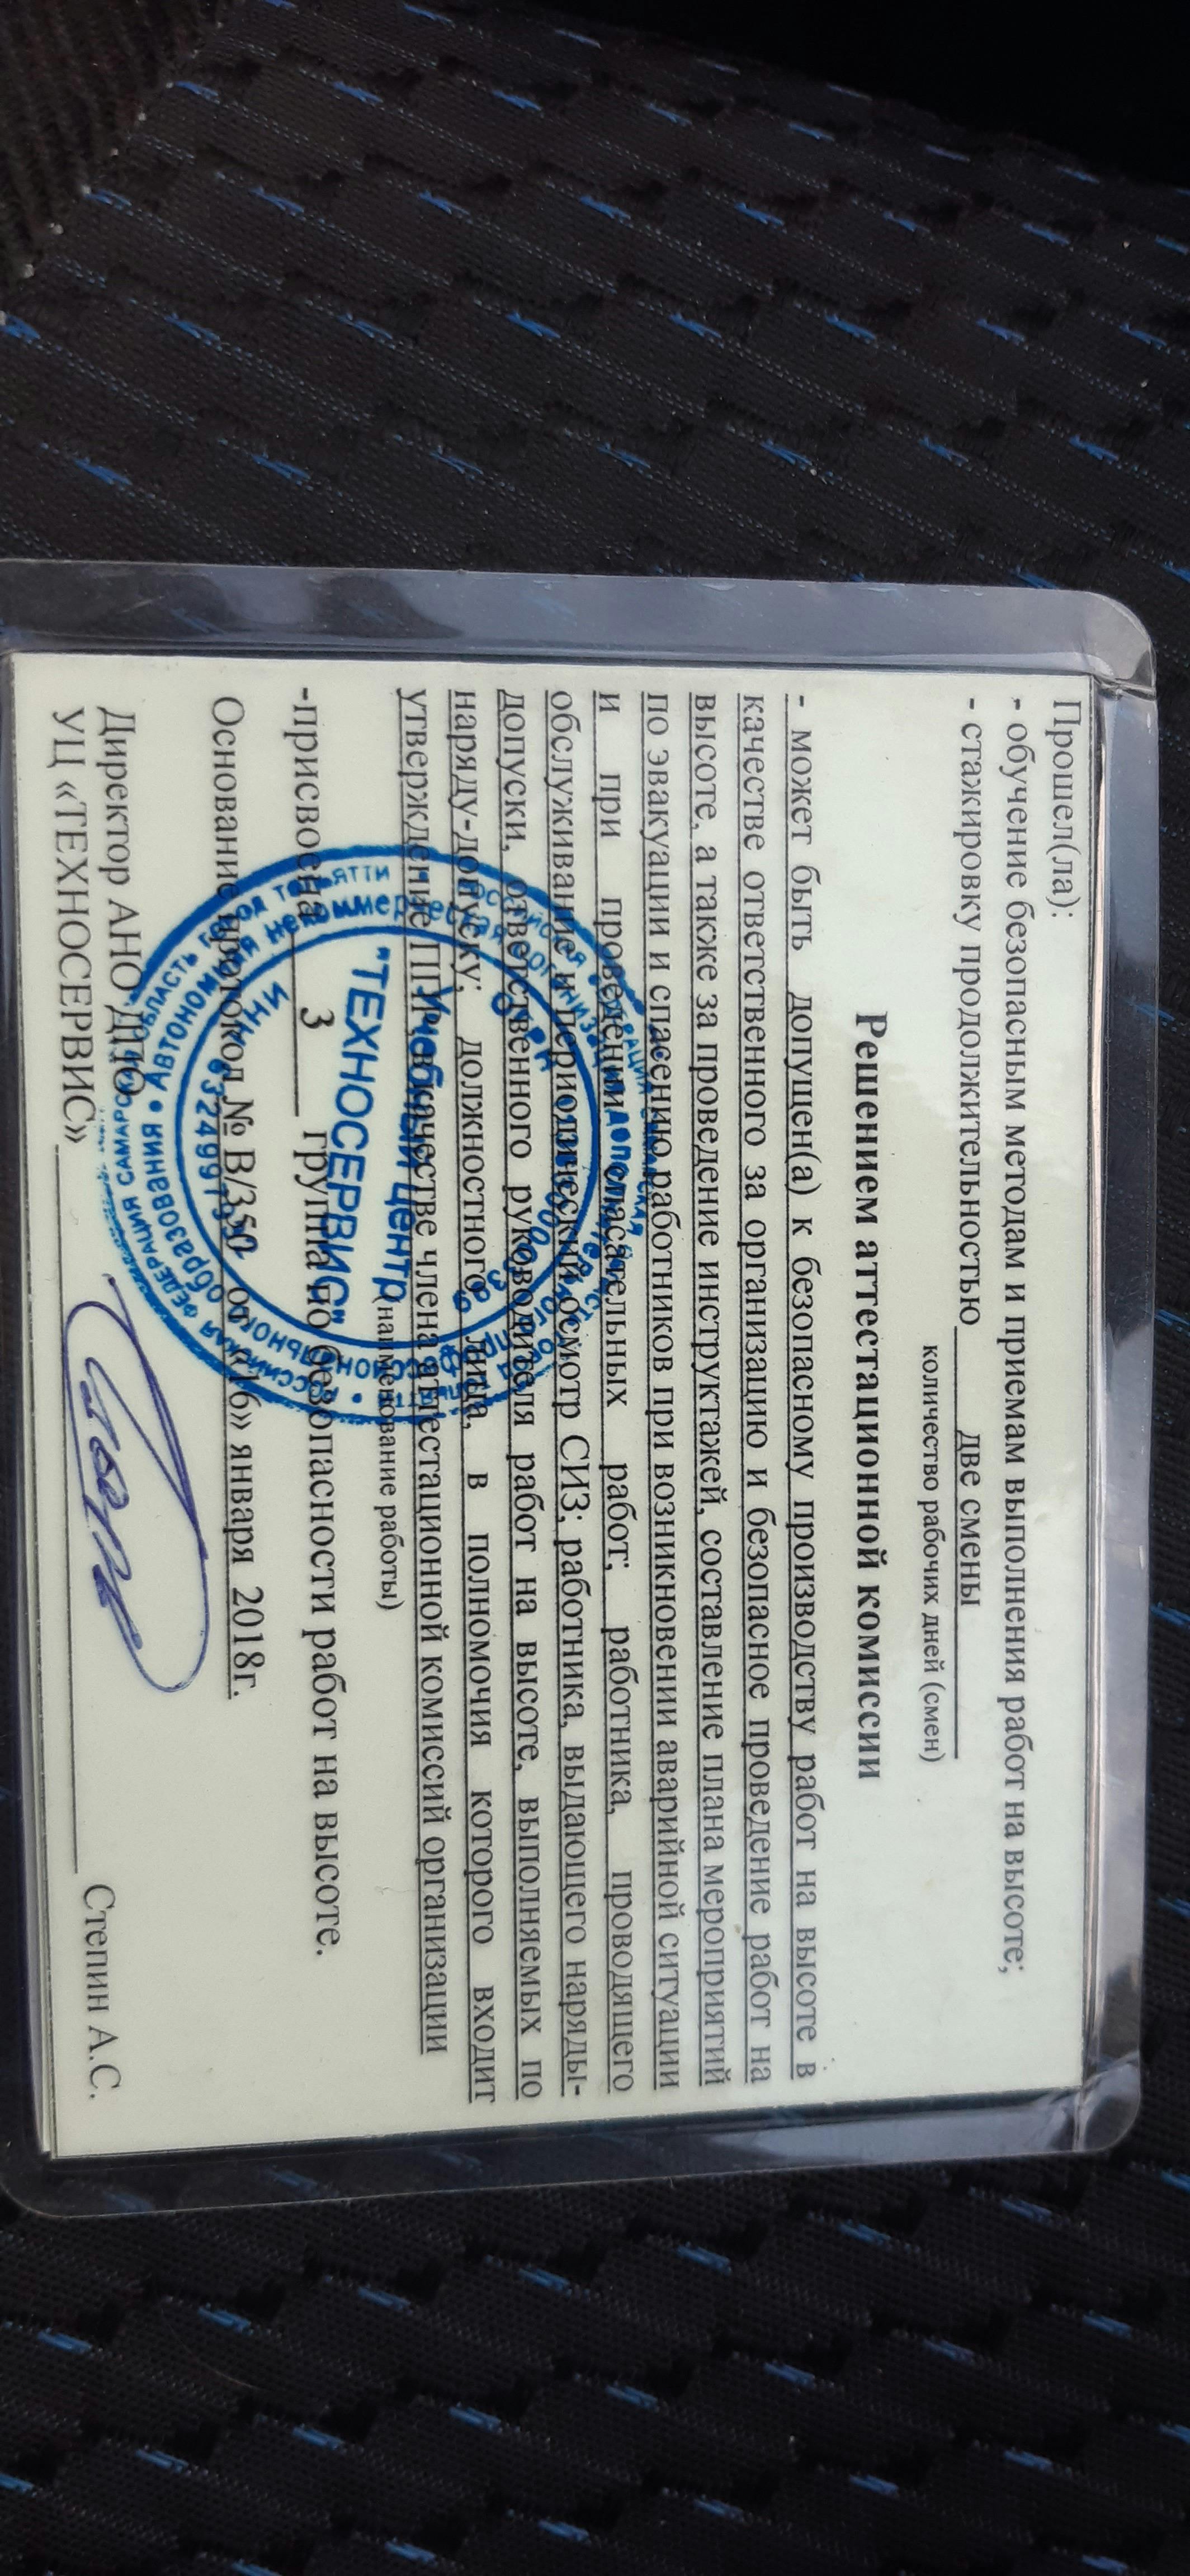 Прошел(ла):
- обучение безопасным методам и приемам выполнения работ на высоте;
- стажировку продолжительностью две смены
количество рабочих дней (смен)
Решением аттестационной комиссии
- может быть допущен(а) к безопасному производству работ на высоте в
качестве ответственного за организацию и безопасное проведение работ на
высоте, а также за проведение инструктажей, составление плана мероприятий
по эвакуации и спасению работников при возникновении аварийной ситуации
и при проведении спасательных работ; работника, проводящего
обслуживание и периодический осмотр СИЗ; работника, выдающего наряды-
допуски, ответственного руководителя работ на высоте, выполняемых по
наряду-допуску; должностного лица, в полномочия которого входит
утверждение ППР в качестве члена аттестационной комиссий организации
(наименование работы)
-присвоена 3 группа по безопасности работ на высоте.
Основание: протокол № В/350 от «16» января 2018г.
Директор АНО ДПО
УЦ «ТЕХНОСЕРВИС» Степин А.С.
Учебный центр
"ТЕХНОСЕРВИС"